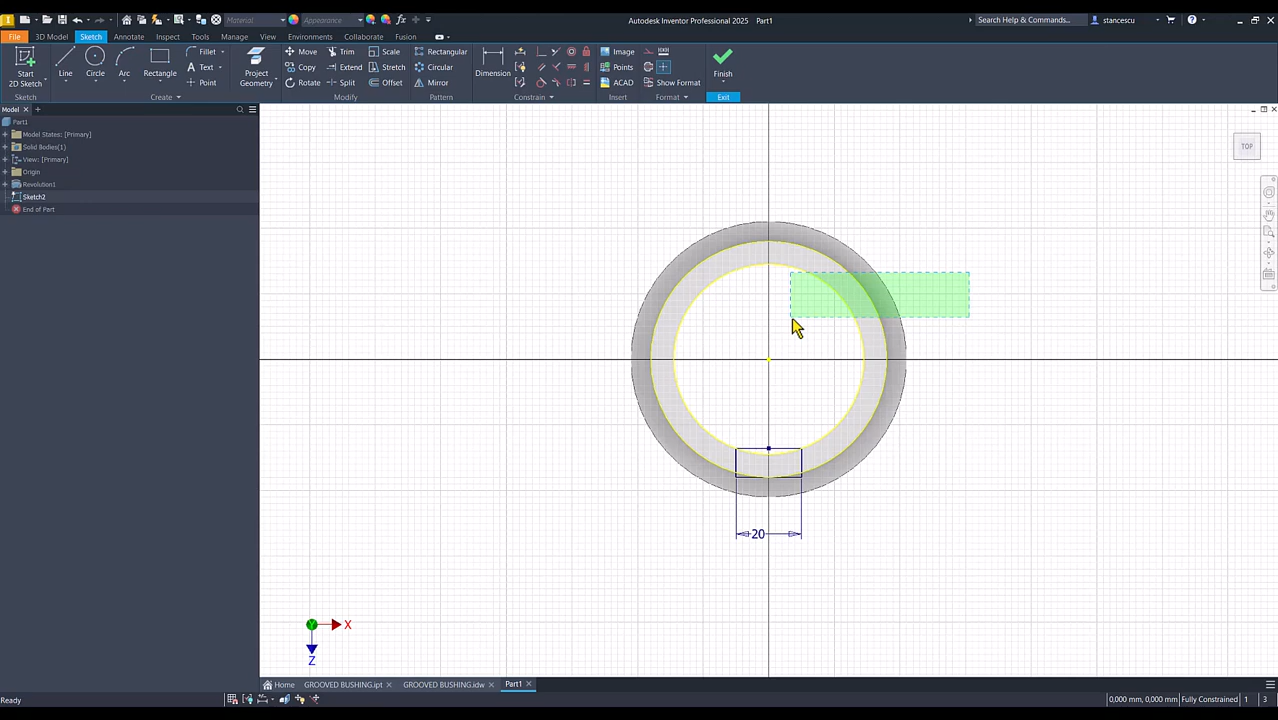 Material
Appearance
Autodesk Inventor Professional 2025 Part1
Search Help & Commands...
stancescu
File 3D Model Sketch Annotate Inspect Tools Manage View Environments Collaborate Fusion
Start
2D Sketch
Line
Circle
Arc
Rectangle
Fillet
Text
Point
Project
Geometry
Move
Copy
Rotate
Trim
Extend
Split
Scale
Stretch
Offset
Rectangular
Circular
Mirror
Dimension
Image
Points
ACAD
Show Format
Finish
Sketch
Create
Modify
Pattern
Constrain
Insert
Format
Exit
Model
Part1
Model States: [Primary]
Solid Bodies(1)
View: [Primary]
Origin
Revolution1
Sketch2
End of Part
TOP
20
X
Y
Z
Home GROOVED BUSHING.ipt GROOVED BUSHING.idw Part1
Ready
0,000 mm, 0,000 mm Fully Constrained 1 3